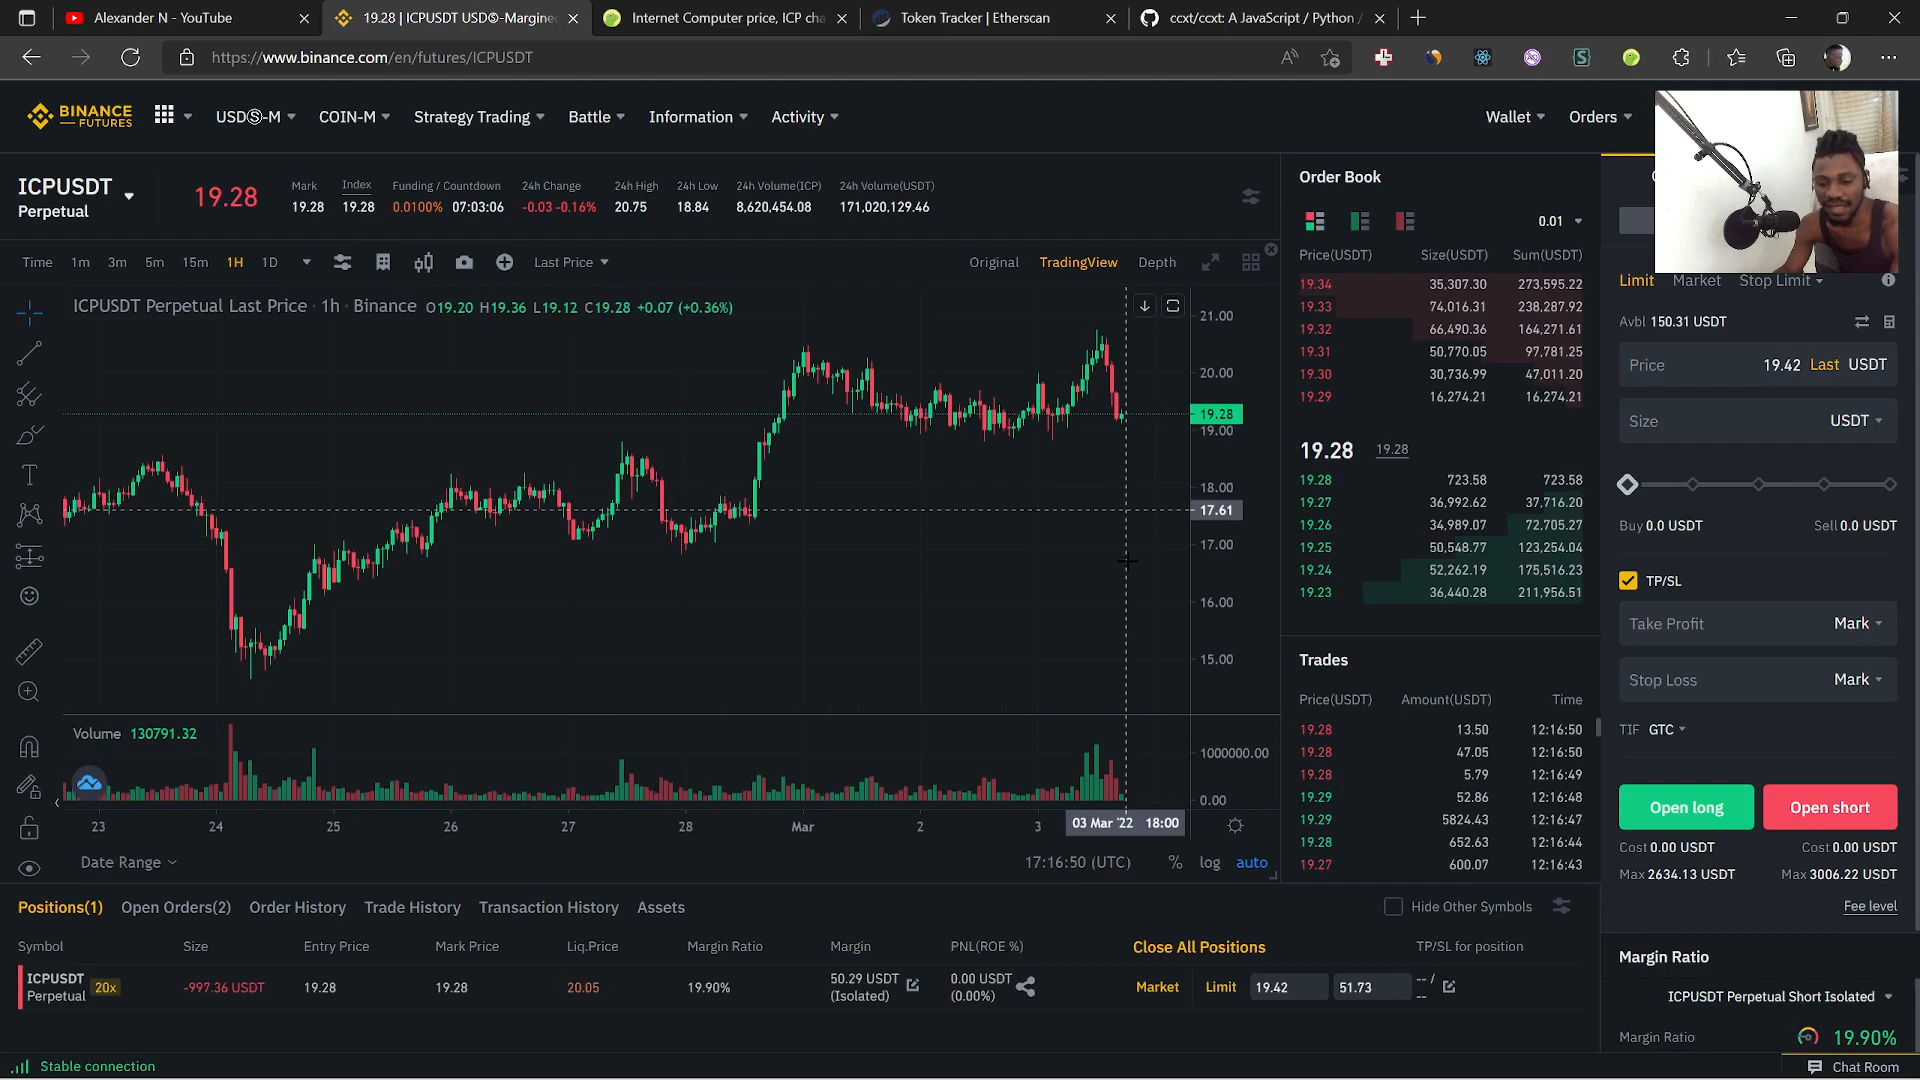 Alexander N - YouTube
19.28 | ICPUSDT USDⓈ-Margine
Internet Computer price, ICP cha
Token Tracker | Etherscan
ccxt/ccxt: A JavaScript / Python /
https://www.binance.com/en/futures/ICPUSDT
BINANCE FUTURES
USDⓈ-M
COIN-M
Strategy Trading
Battle
Information
Activity
Wallet
Orders
ICPUSDT
Perpetual
19.28
Mark
19.28
Index
19.28
Funding / Countdown
0.0100% 07:03:06
24h Change
-0.03 -0.16%
24h High
20.75
24h Low
18.84
24h Volume(ICP)
8,620,454.08
24h Volume(USDT)
171,020,129.46
Time 1m 3m 5m 15m 1H 1D Last Price Original TradingView Depth
ICPUSDT Perpetual Last Price · 1h · Binance O19.20 H19.36 L19.12 C19.28 +0.07 (+0.36%)
21.00
20.00
19.28
19.00
18.00
17.61
17.00
16.00
15.00
Volume 130791.32
1000000.00
0.00
23 24 25 26 27 28 Mar 2 3 03 Mar '22 18:00
Date Range
17:16:50 (UTC) % log auto
Order Book
0.01
Price(USDT) Size(USDT) Sum(USDT)
19.34 35,307.30 273,595.22
19.33 74,016.31 238,287.92
19.32 66,490.36 164,271.61
19.31 50,770.05 97,781.25
19.30 30,736.99 47,011.20
19.29 16,274.21 16,274.21
19.28 19.28
19.28 723.58 723.58
19.27 36,992.62 37,716.20
19.26 34,989.07 72,705.27
19.25 50,548.77 123,254.04
19.24 52,262.19 175,516.23
19.23 36,440.28 211,956.51
Trades
Price(USDT) Amount(USDT) Time
19.28 13.50 12:16:50
19.28 47.05 12:16:50
19.28 5.79 12:16:49
19.29 52.86 12:16:48
19.29 5824.43 12:16:47
19.28 652.63 12:16:44
19.27 600.07 12:16:43
Limit Market Stop Limit
Avbl 150.31 USDT
Price 19.42 Last USDT
Size USDT
Buy 0.0 USDT Sell 0.0 USDT
TP/SL
Take Profit Mark
Stop Loss Mark
TIF GTC
Open long Open short
Cost 0.00 USDT Cost 0.00 USDT
Max 2634.13 USDT Max 3006.22 USDT
Fee level
Margin Ratio
ICPUSDT Perpetual Short Isolated
Margin Ratio 19.90%
Positions(1) Open Orders(2) Order History Trade History Transaction History Assets Hide Other Symbols
Symbol Size Entry Price Mark Price Liq.Price Margin Ratio Margin PNL(ROE %) Close All Positions TP/SL for position
ICPUSDT Perpetual 20x -997.36 USDT 19.28 19.28 20.05 19.90% 50.29 USDT (Isolated) 0.00 USDT (0.00%) Market Limit 19.42 51.73 -- / --
Stable connection
Chat Room